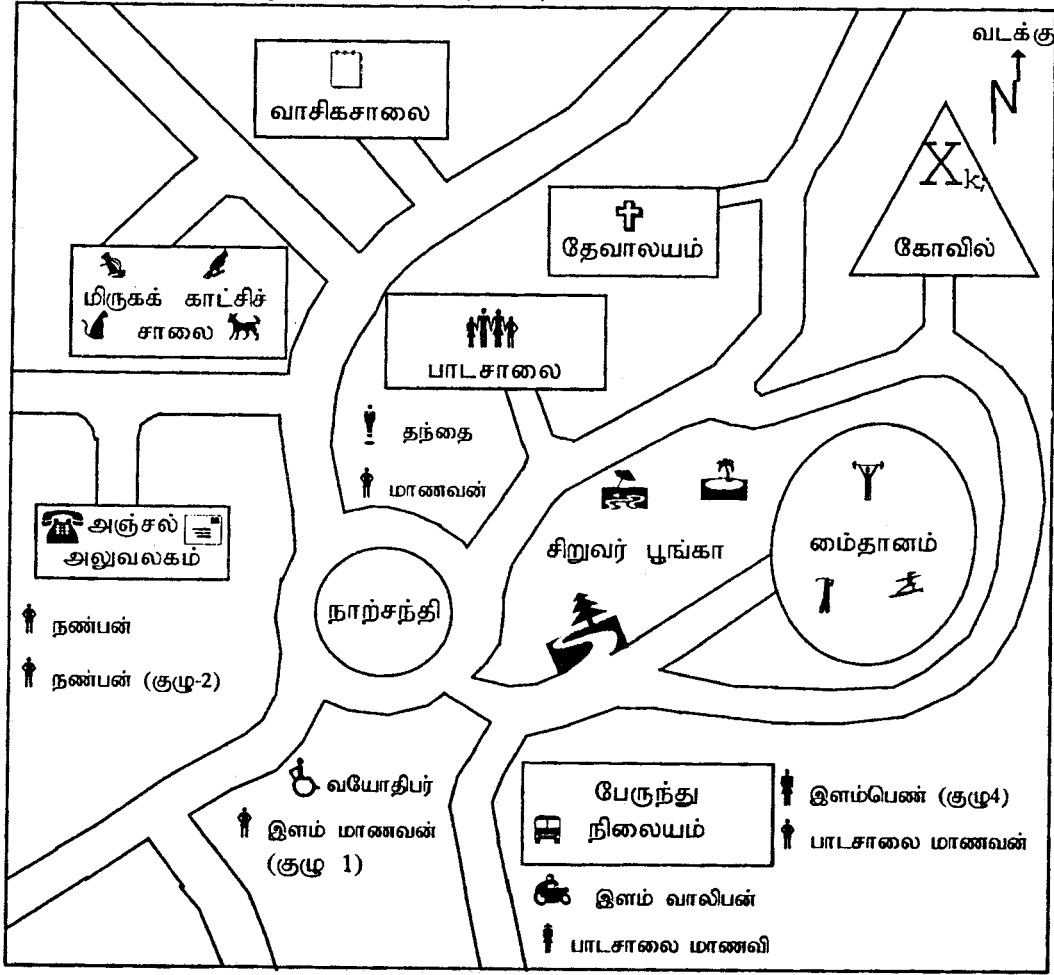 வடக்கு
N
வாசிகசாலை
X
தேவாலயம்
கோவில்
மிருகக் காட்சிச்
சாலை
பாடசாலை
தந்தை
மாணவன்
அஞ்சல்
அலுவலகம்
சிறுவர் பூங்கா
மைதானம்
நாற்சந்தி
நண்பன்
நண்பன் (குழு-2)
வயோதிபர்
இளம் மாணவன்
(குழு 1)
பேருந்து
நிலையம்
இளம்பெண் (குழு4)
பாடசாலை மாணவன்
இளம் வாலிபன்
பாடசாலை மாணவி